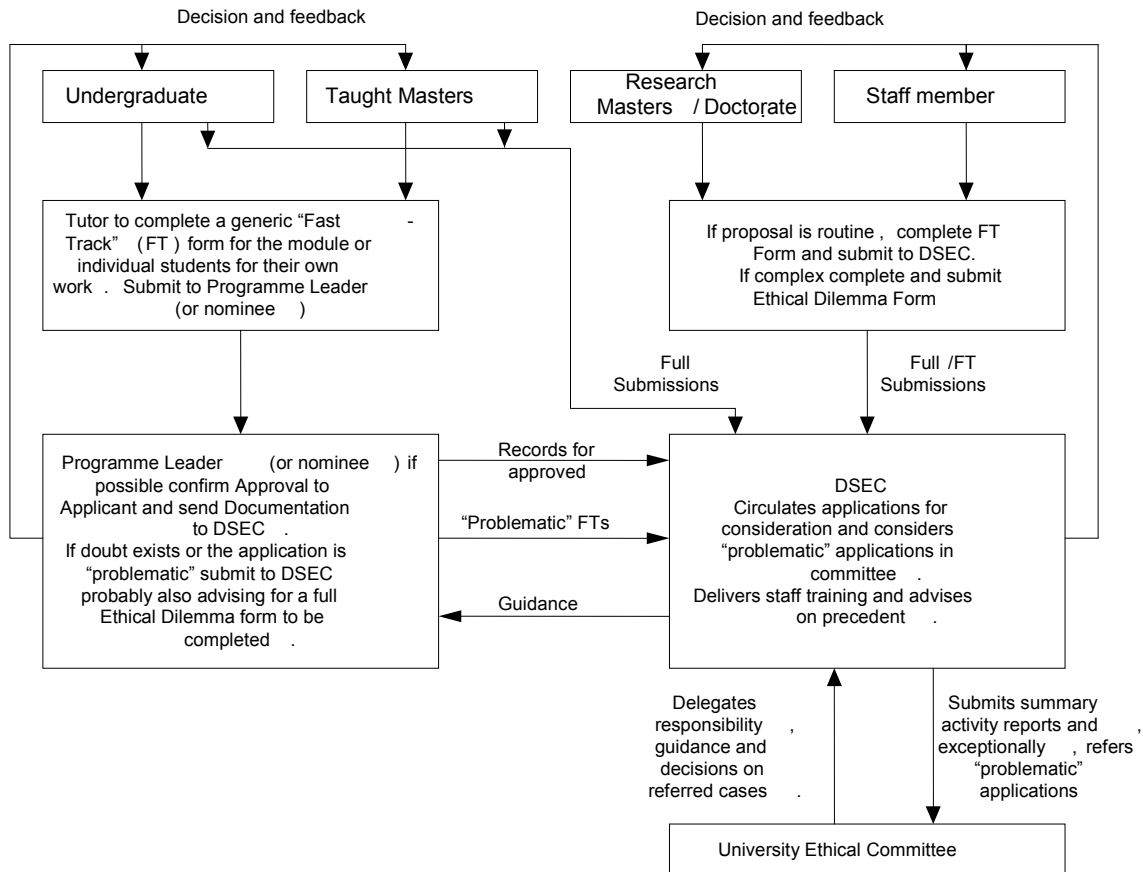 Decision and feedback
Decision and feedback
Undergraduate
Taught Masters
Research
Masters / Doctorate
Staff member
Tutor to complete a generic “Fast -
Track” (FT) form for the module or
individual students for their own
work . Submit to Programme Leader
(or nominee )
If proposal is routine , complete FT
Form and submit to DSEC.
If complex complete and submit
Ethical Dilemma Form
Full
Submissions
Full /FT
Submissions
Programme Leader (or nominee ) if
possible confirm Approval to
Applicant and send Documentation
to DSEC .
If doubt exists or the application is
“problematic” submit to DSEC
probably also advising for a full
Ethical Dilemma form to be
completed .
Records for
approved
“Problematic” FTs
Guidance
DSEC
Circulates applications for
consideration and considers
“problematic” applications in
committee .
Delivers staff training and advises
on precedent .
Delegates
responsibility ,
guidance and
decisions on
referred cases .
Submits summary
activity reports and ,
exceptionally , refers
“problematic”
applications
University Ethical Committee